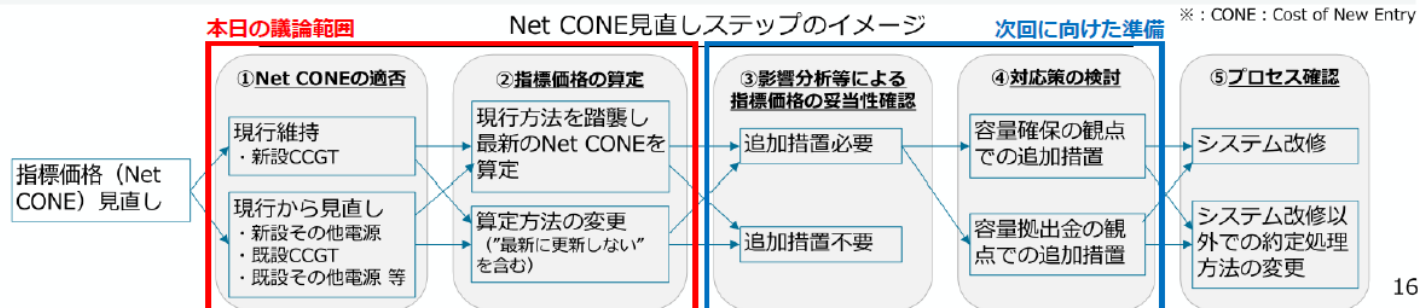 ※：CONE：Cost of New Entry
Net CONE見直しステップのイメージ
本日の議論範囲
次回に向けた準備
指標価格（Net
CONE）見直し
①Net CONEの適否
現行維持
・新設CCGT
現行から見直し
・新設その他電源
・既設CCGT
・既設その他電源 等
②指標価格の算定
現行方法を踏襲し
最新のNet CONEを
算定
算定方法の変更
（”最新に更新しない”
を含む）
③影響分析等による
指標価格の妥当性確認
追加措置必要
追加措置不要
④対応策の検討
容量確保の観点
での追加措置
容量拠出金の観
点での追加措置
⑤プロセス確認
システム改修
システム改修以
外での約定処理
方法の変更
16